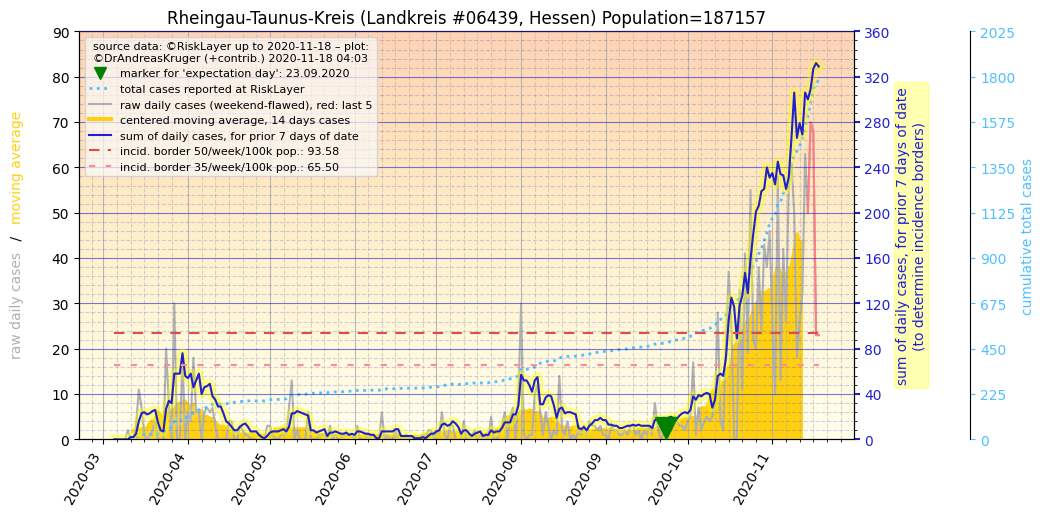 Rheingau-Taunus-Kreis (Landkreis #06439, Hessen) Population=187157
source data: ©RiskLayer up to 2020-11-18 – plot:
©DrAndreasKruger (+contrib.) 2020-11-18 04:03
marker for 'expectation day': 23.09.2020
total cases reported at RiskLayer
raw daily cases (weekend-flawed), red: last 5
centered moving average, 14 days cases
sum of daily cases, for prior 7 days of date
incid. border 50/week/100k pop.: 93.58
incid. border 35/week/100k pop.: 65.50
raw daily cases / moving average
90
80
70
60
50
40
30
20
10
0
2020-03
2020-04
2020-05
2020-06
2020-07
2020-08
2020-09
2020-10
2020-11
360
320
280
240
200
160
120
80
40
0
sum of daily cases, for prior 7 days of date
(to determine incidence borders)
2025
1800
1575
1350
1125
900
675
450
225
0
cumulative total cases